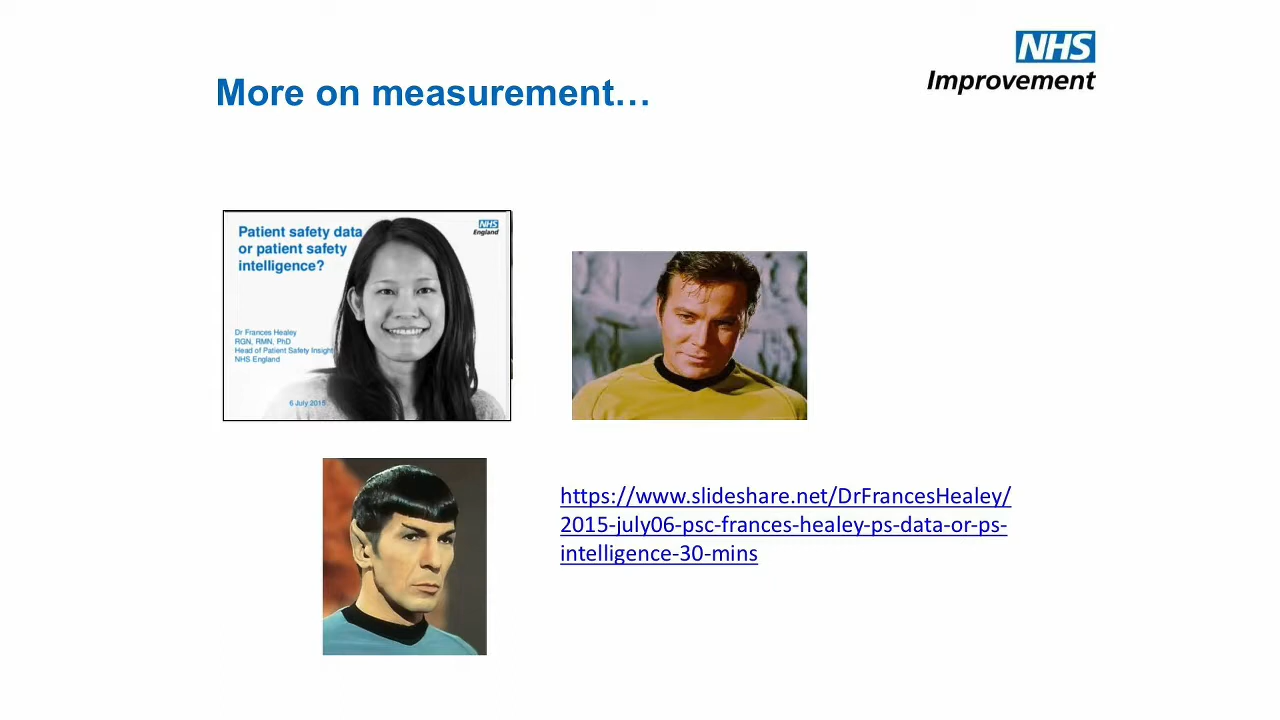 NHS
Improvement
More on measurement…
NHS
England
Patient safety data
or patient safety
intelligence?
Dr Frances Healey
RGN, RMN, PhD
Head of Patient Safety Insight
NHS England
6 July 2015
https://www.slideshare.net/DrFrancesHealey/
2015-july06-psc-frances-healey-ps-data-or-ps-
intelligence-30-mins